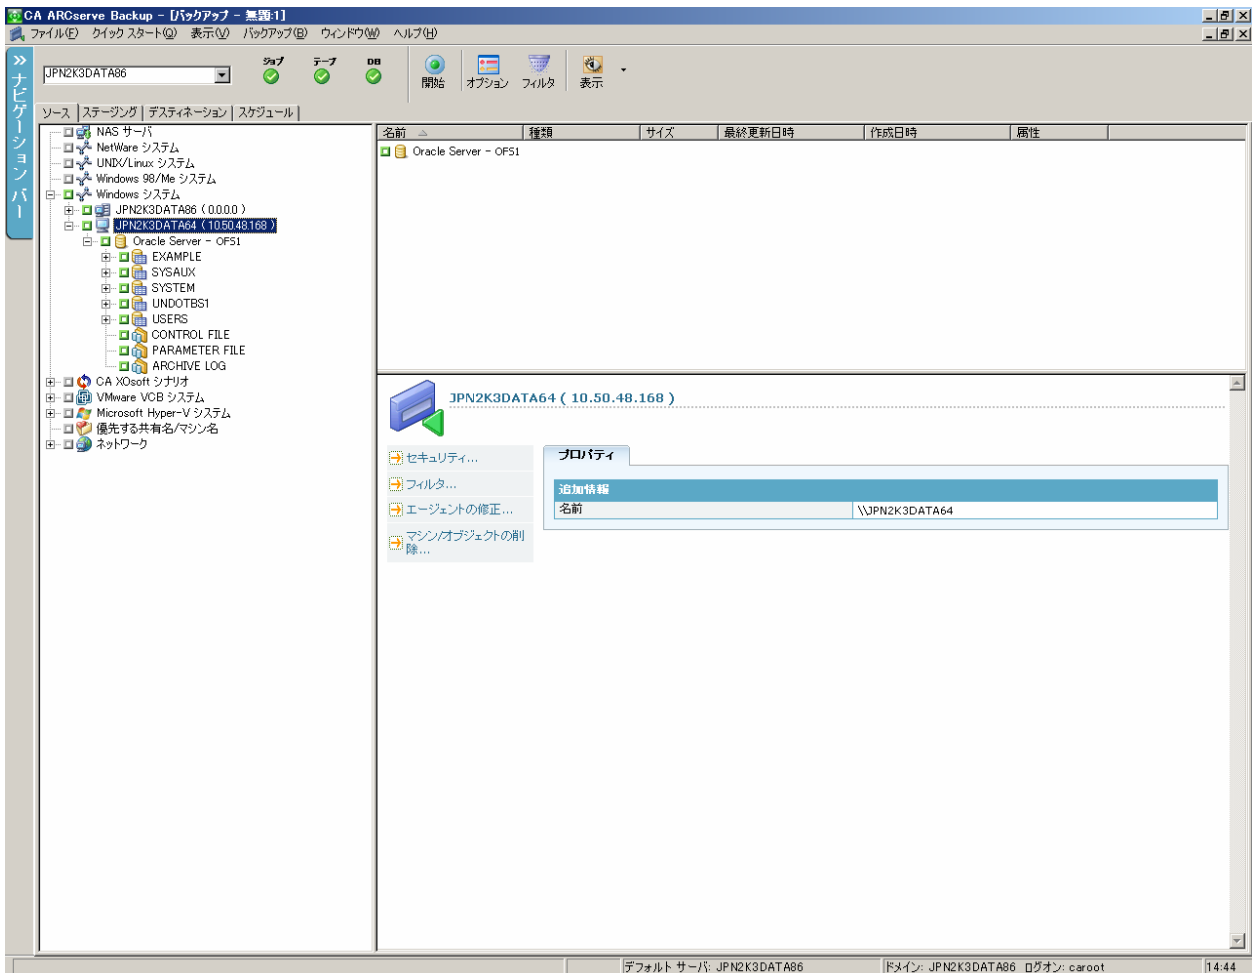 CA ARCserve Backup - [バックアップ - 無題:1]
ファイル(F) クイック スタート(Q) 表示(V) バックアップ(B) ウィンドウ(W) ヘルプ(H)
» ナビゲーション バー
JPN2K3DATA86
ジョブ テープ DB
開始 オプション フィルタ 表示
ソース ステージング デスティネーション スケジュール
NAS サーバ
NetWare システム
UNIX/Linux システム
Windows 98/Me システム
Windows システム
JPN2K3DATA86 ( 0.0.0.0 )
JPN2K3DATA64 ( 10.50.48.168 )
Oracle Server - OFS1
EXAMPLE
SYSAUX
SYSTEM
UNDOTBS1
USERS
CONTROL FILE
PARAMETER FILE
ARCHIVE LOG
CA XOsoft シナリオ
VMware VCB システム
Microsoft Hyper-V システム
優先する共有名/マシン名
ネットワーク
名前 種類 サイズ 最終更新日時 作成日時 属性
Oracle Server - OFS1
JPN2K3DATA64 ( 10.50.48.168 )
セキュリティ...
フィルタ...
エージェントの修正...
マシン/オブジェクトの削
除...
プロパティ
追加情報
名前 \\JPN2K3DATA64
デフォルト サーバ: JPN2K3DATA86 ドメイン: JPN2K3DATA86 ログオン: caroot 14:44